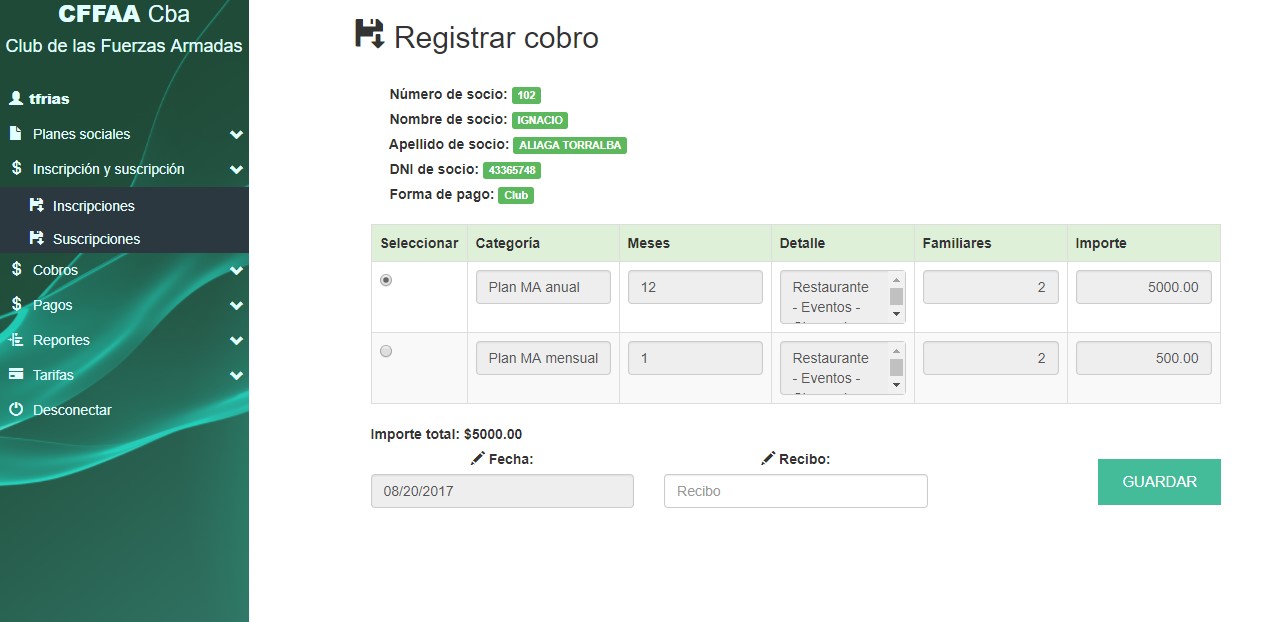 CFFAA Cba
Club de las Fuerzas Armadas
tfrias
Planes sociales
Inscripción y suscripción
Inscripciones
Suscripciones
Cobros
Pagos
Reportes
Tarifas
Desconectar
Registrar cobro
Número de socio: 102
Nombre de socio: IGNACIO
Apellido de socio: ALIAGA TORRALBA
DNI de socio: 43365748
Forma de pago: Club
Seleccionar Categoría Meses Detalle Familiares Importe
Plan MA anual 12 Restaurante 2 5000.00
- Eventos -
Plan MA mensual 1 Restaurante 2 500.00
- Eventos -
Importe total: $5000.00
Fecha: Recibo:
08/20/2017 Recibo GUARDAR